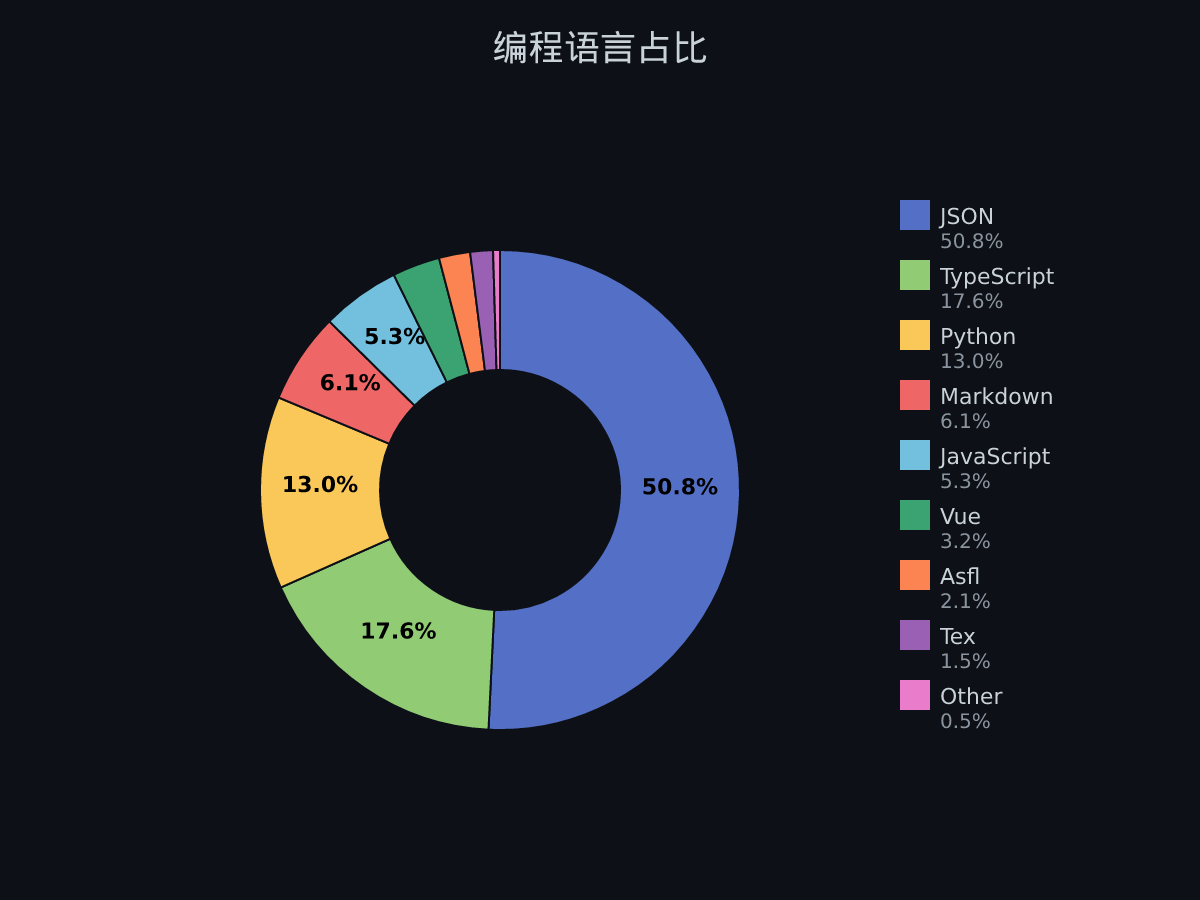 编程语言占比
5.3%
6.1%
13.0%
50.8%
17.6%
JSON
50.8%
TypeScript
17.6%
Python
13.0%
Markdown
6.1%
JavaScript
5.3%
Vue
3.2%
Asfl
2.1%
Tex
1.5%
Other
0.5%